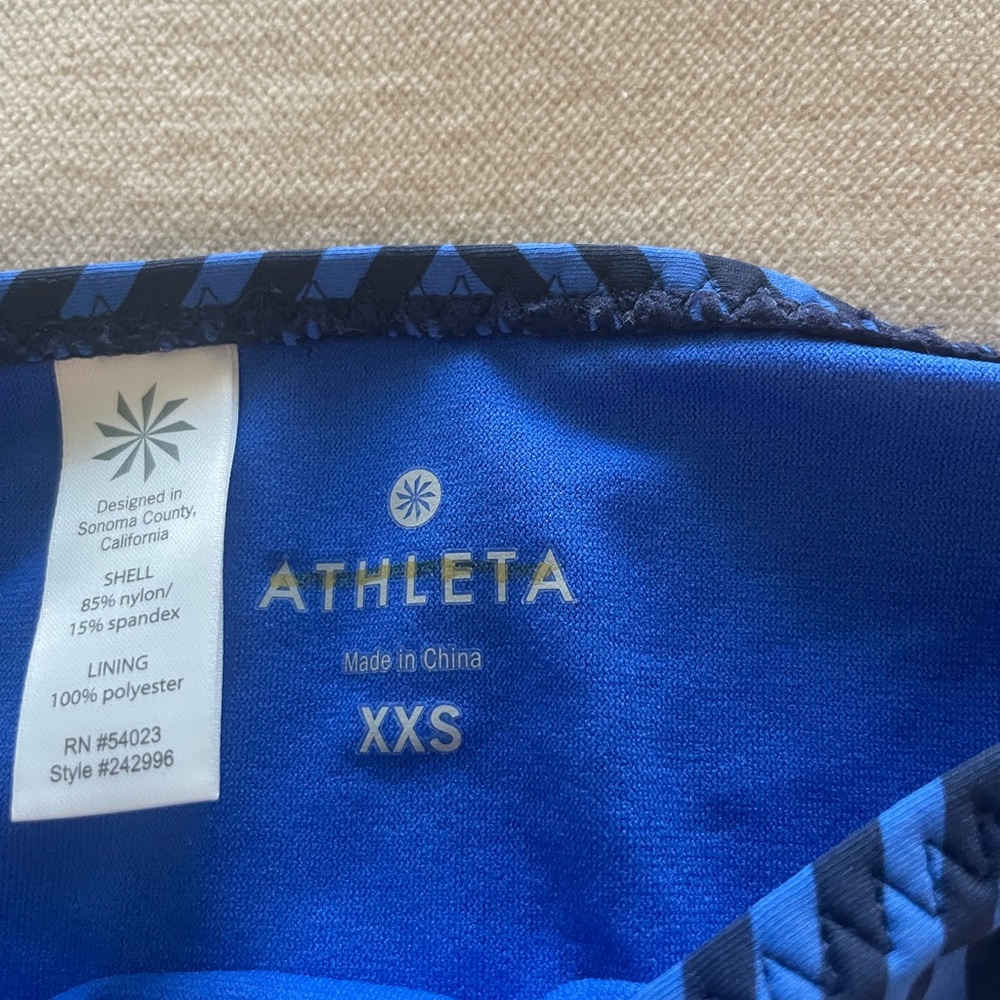 Designed in
Sonoma County,
California
SHELL
85% nylon/
15% spandex
LINING
100% polyester
RN #54023
Style #242996
ATHLETA
Made in China
XXS